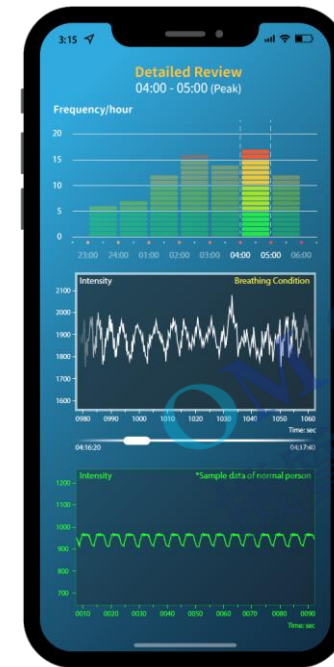 3:15
Detailed Review
04:00 - 05:00 (Peak)
Frequency/hour
20
15
10
5
0
23:00 24:00 01:00 02:00 03:00 04:00 05:00 06:00
Intensity Breathing Condition
2100
2000
1900
1800
1700
1600
0980 0990 1000 1010 1020 1030 1040 1050 1060
Time: sec
04:16:20 04:17:40
Intensity *Sample data of normal person
1200
1100
1000
900
800
700
0010 0020 0030 0040 0050 0060 0070 0080 0090
Time: sec
OM